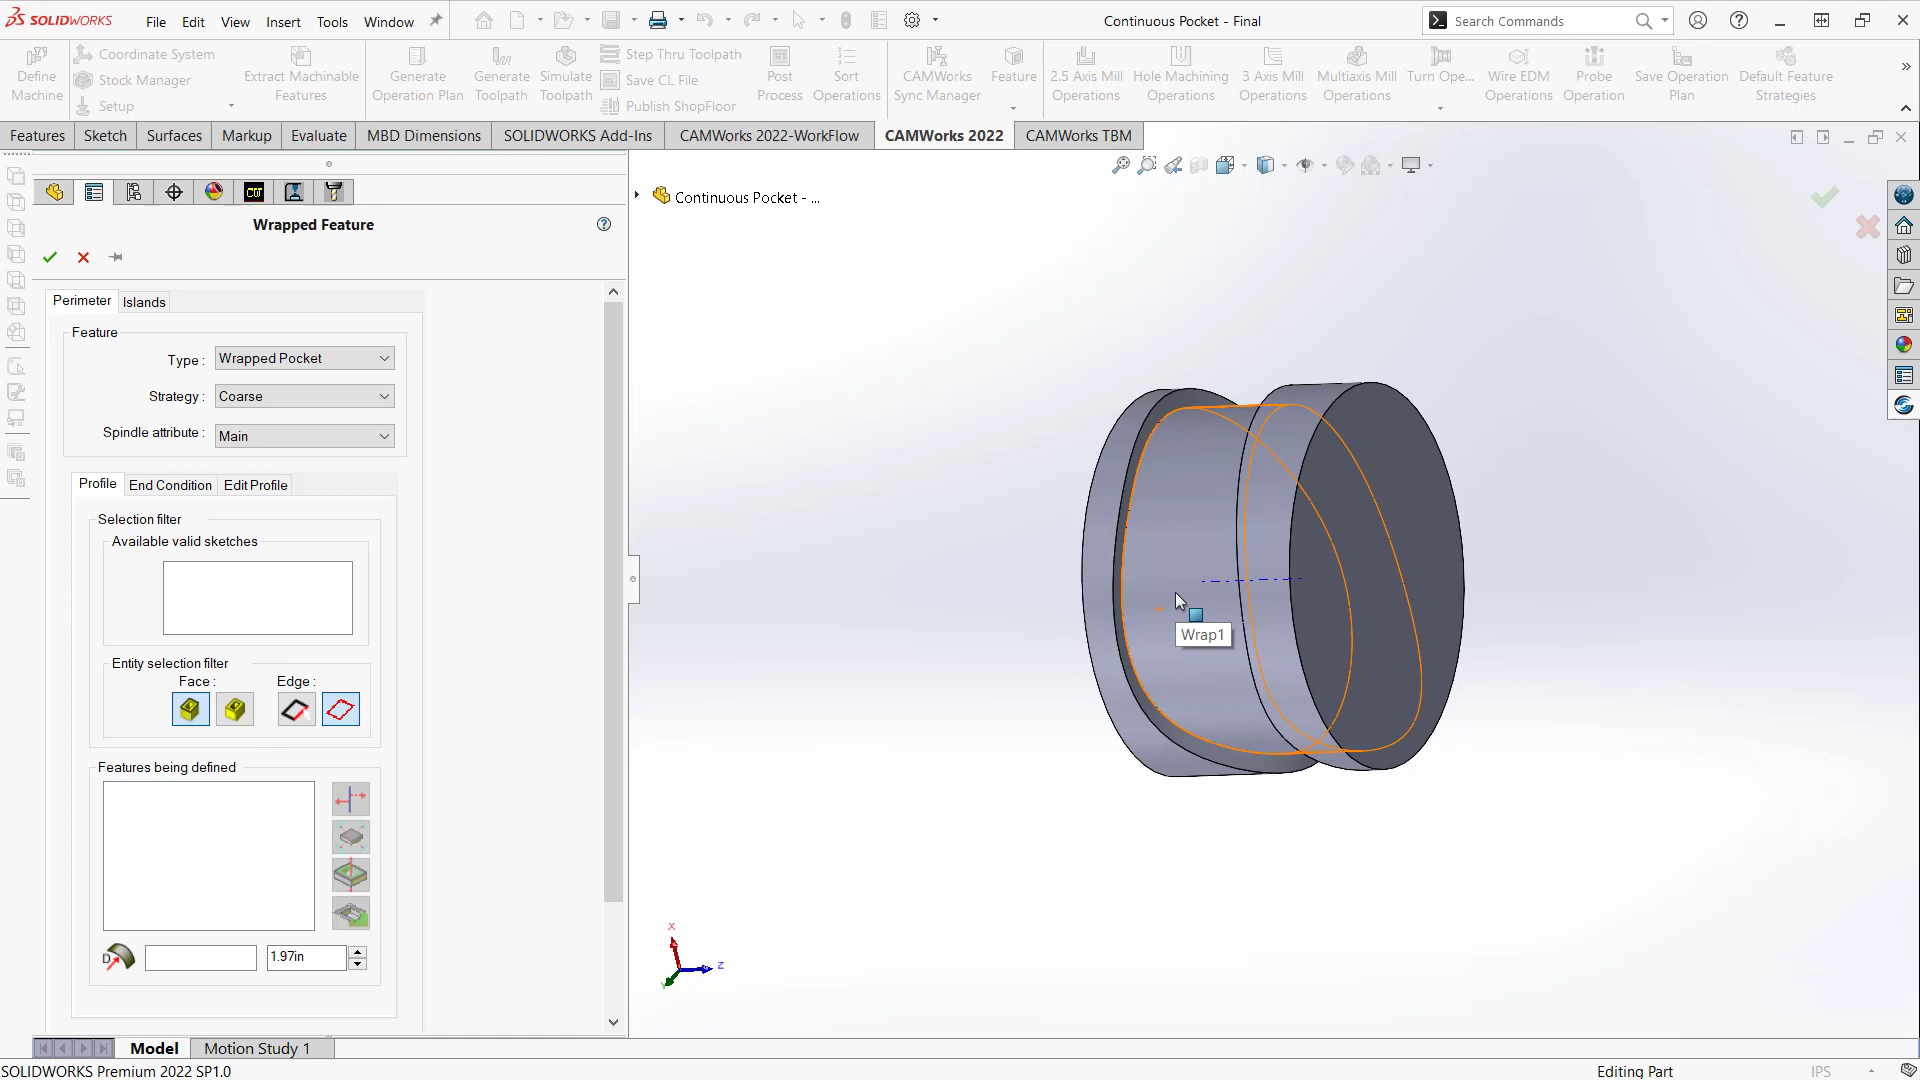 SOLIDWORKS File Edit View Insert Tools Window Continuous Pocket - Final Search Commands
Define Machine
Coordinate System
Stock Manager
Setup
Extract Machinable Features
Generate Operation Plan
Generate Toolpath
Simulate Toolpath
Step Thru Toolpath
Save CL File
Publish ShopFloor
Post Process
Sort Operations
CAMWorks Sync Manager
Feature
2.5 Axis Mill Operations
Hole Machining Operations
3 Axis Mill Operations
Multiaxis Mill Operations
Turn Ope...
Wire EDM Operations
Probe Operation
Save Operation Plan
Default Feature Strategies
Features Sketch Surfaces Markup Evaluate MBD Dimensions SOLIDWORKS Add-Ins CAMWorks 2022-WorkFlow CAMWorks 2022 CAMWorks TBM
CW
Continuous Pocket - ...
Wrapped Feature
Perimeter Islands
Feature
Type : Wrapped Pocket
Strategy : Coarse
Spindle attribute : Main
Profile End Condition Edit Profile
Selection filter
Available valid sketches
Entity selection filter
Face : Edge :
Features being defined
D
1.97in
Wrap1
X
Z
Y
Model Motion Study 1
SOLIDWORKS Premium 2022 SP1.0 Editing Part IPS